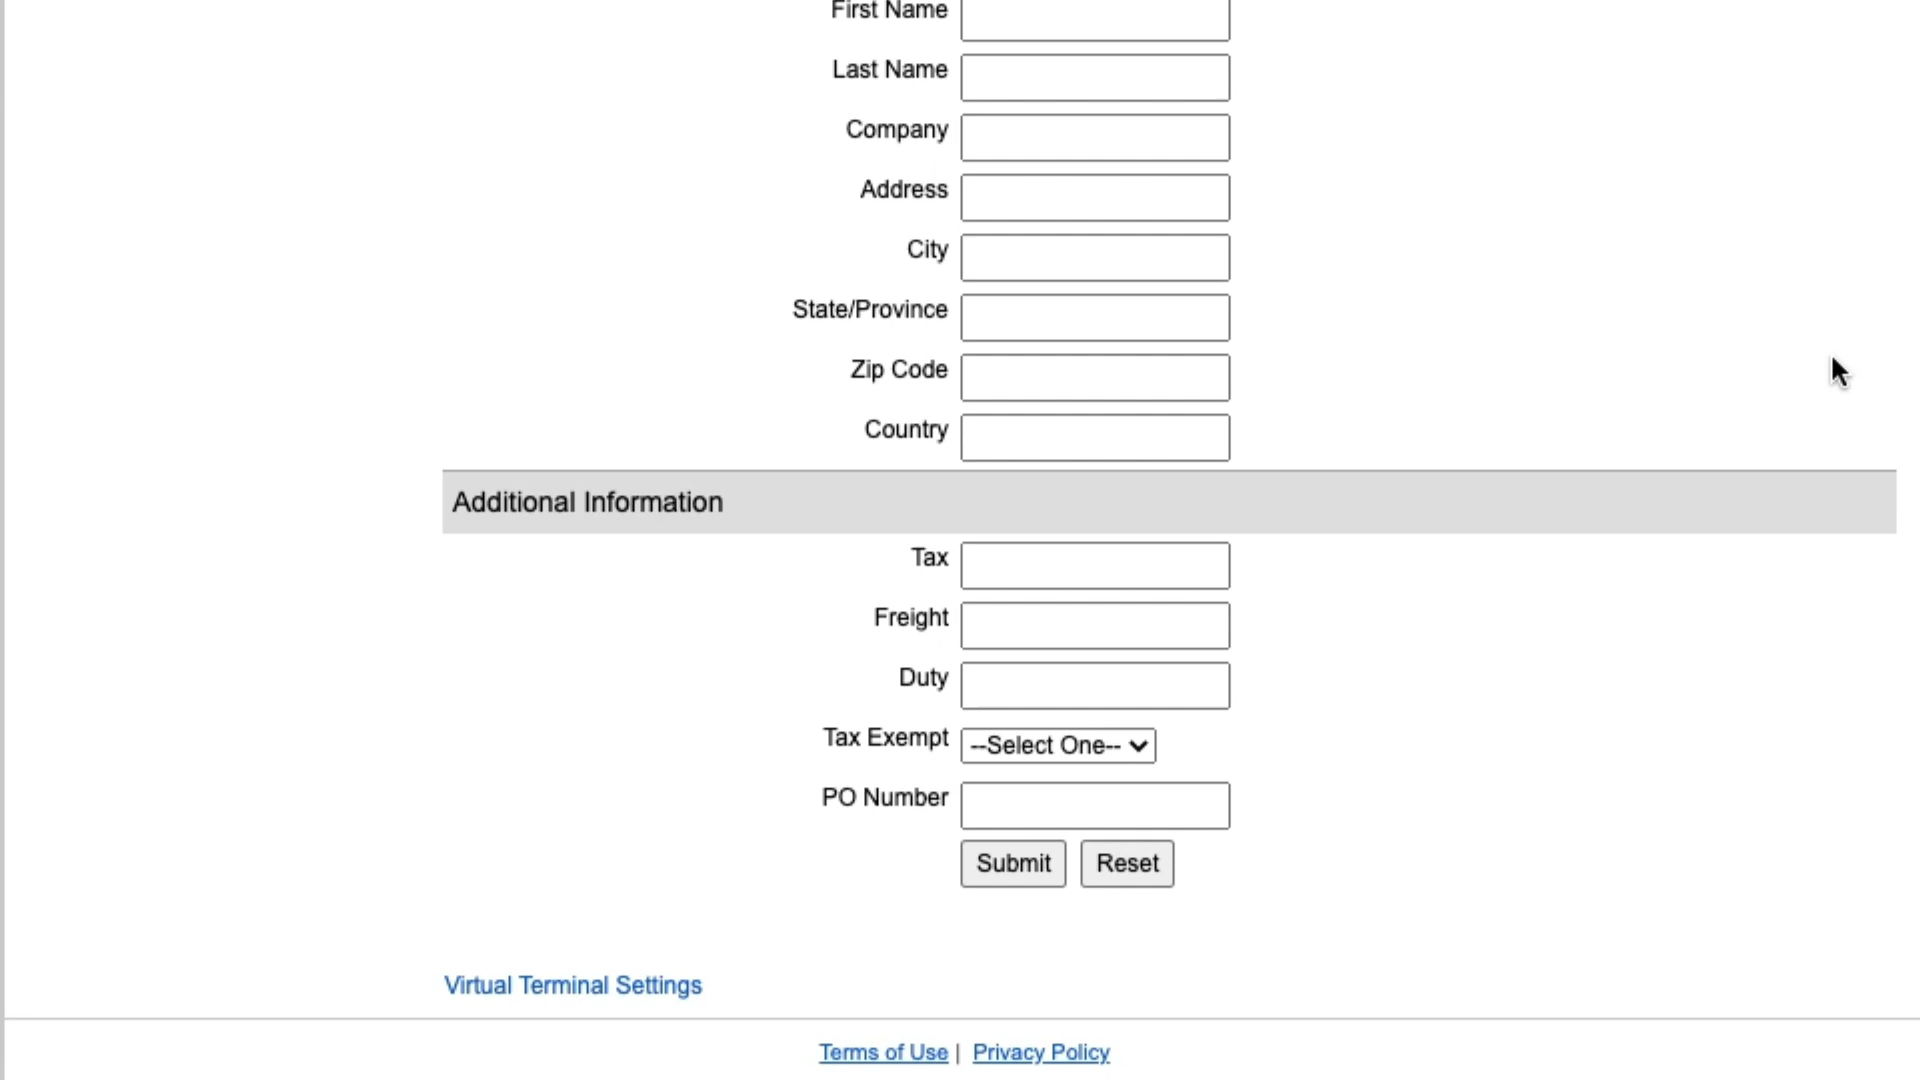 First Name
Last Name
Company
Address
City
State/Province
Zip Code
Country
Additional Information
Tax
Freight
Duty
Tax Exempt --Select One--
PO Number
Submit Reset
Virtual Terminal Settings
Terms of Use | Privacy Policy